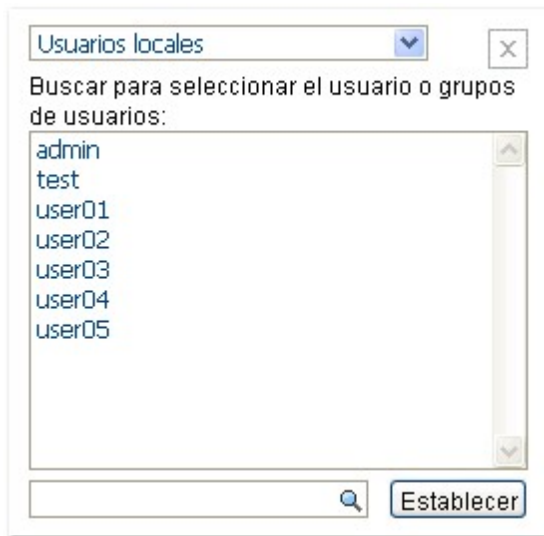 Usuarios locales
Buscar para seleccionar el usuario o grupos
de usuarios:
admin
test
user01
user02
user03
user04
user05
Establecer